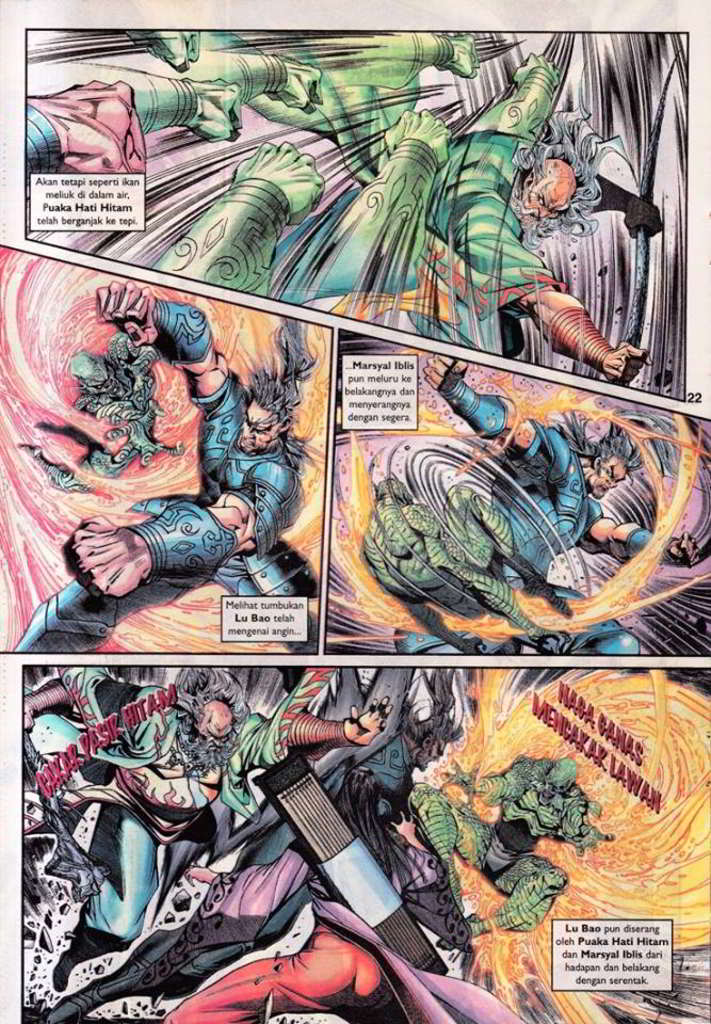 Akan tetapi seperti ikan
meliuk di dalam air,
Puaka Hati Hitam
telah berganjak ke tepi.
22
Melihat tumbukan
Lu Bao telah
mengenai angin...
...Marsyal Iblis
pun meluru ke
belakangnya dan
menyerangnya
dengan segera.
PASIR HITAM
NAGA GANAS
MENCAKAR LAWAN
Lu Bao pun diserang
oleh Puaka Hati Hitam
dan Marsyal Iblis dari
hadapan dan belakang
dengan serentak.